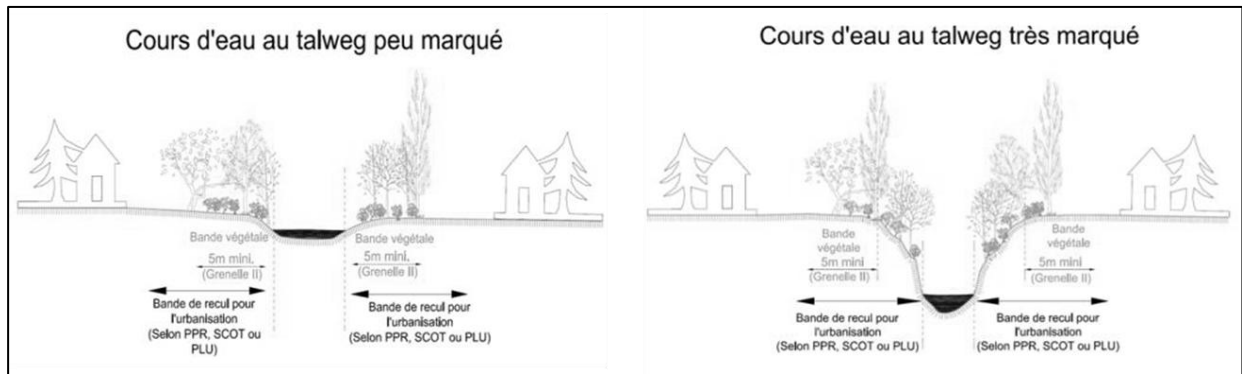 Cours d'eau au talweg peu marqué
Bande végétale
5m mini.
(Grenelle II)
Bande de recul pour
l'urbanisation
(Selon PPR, SCOT ou
PLU)
Bande végétale
5m mini
(Grenelle II)
Bande de recul pour
l'urbanisation
(Selon PPR, SCOT ou PLU)
Cours d'eau au talweg très marqué
Bande
végétale
5m mini
(Grenelle II)
Bande de recul pour
l'urbanisation
(Selon PPR, SCOT ou PLU)
Bande
végétale
5m mini
(Grenelle II)
Bande de recul pour
l'urbanisation
(Selon PPR, SCOT ou PLU)